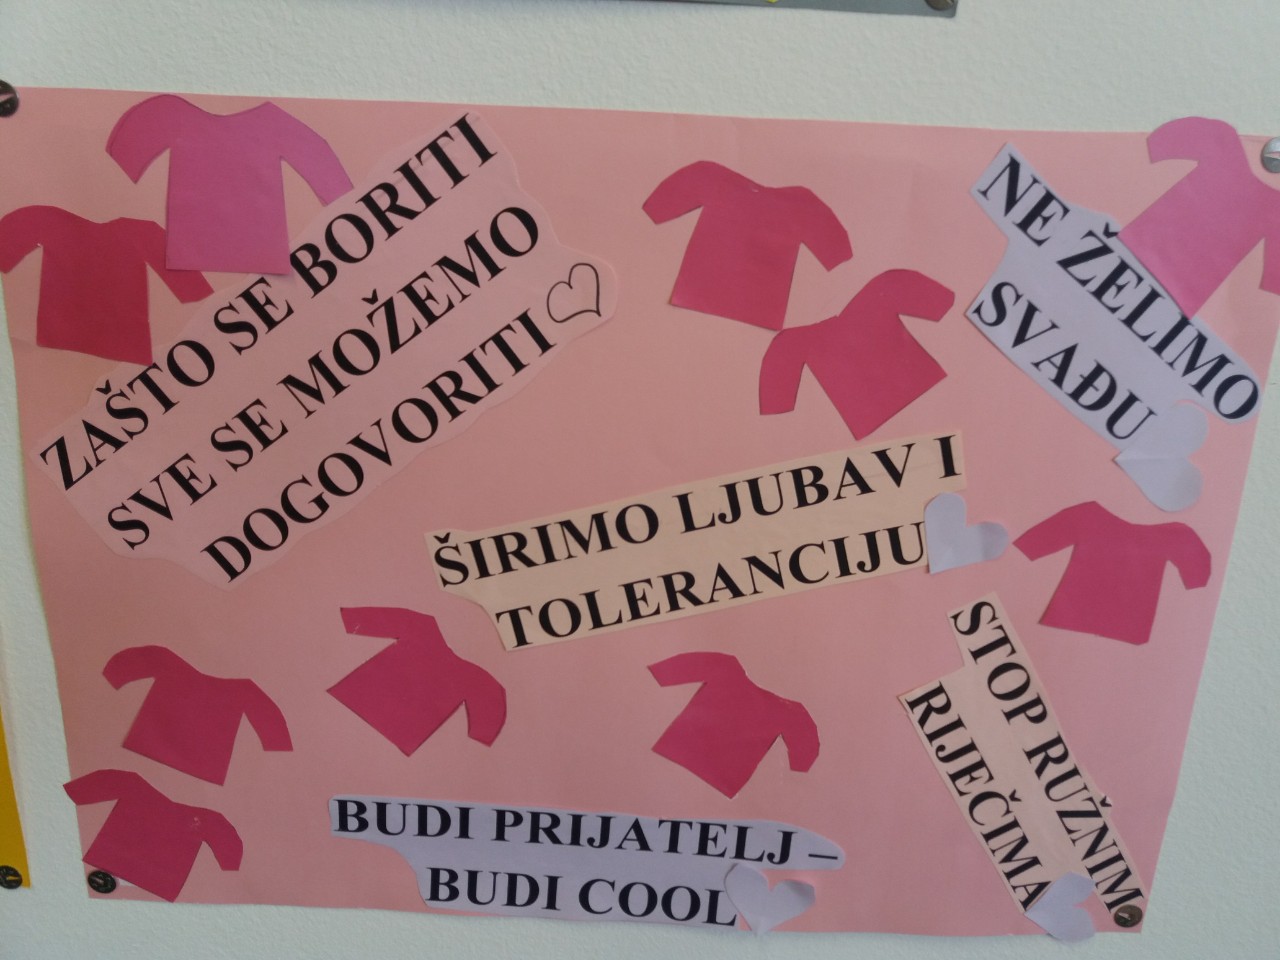 ZAŠTO SE BORITI
SVE SE MOŽEMO
DOGOVORITI
NE ŽELIMO
SVAĐU
ŠIRIMO LJUBAV I
TOLERANCIJU
STOP RUŽNIM
RIJEČIMA
BUDI PRIJATELJ –
BUDI COOL